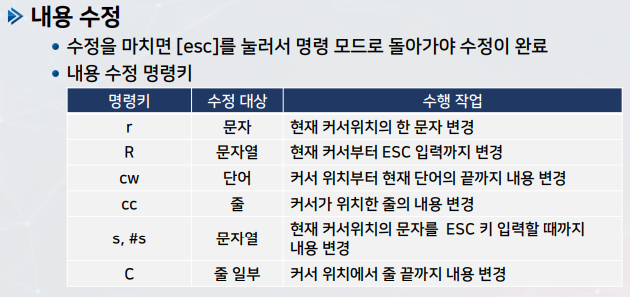 내용 수정
수정을 마치면 [esc]를 눌러서 명령 모드로 돌아가야 수정이 완료
내용 수정 명령키
명령키 수정 대상 수행 작업
r 문자 현재 커서위치의 한 문자 변경
R 문자열 현재 커서부터 ESC 입력까지 변경
cw 단어 커서 위치부터 현재 단어의 끝까지 내용 변경
cc 줄 커서가 위치한 줄의 내용 변경
s, #s 문자열 현재 커서위치의 문자를 ESC 키 입력할 때까지
내용 변경
C 줄 일부 커서 위치에서 줄 끝까지 내용 변경